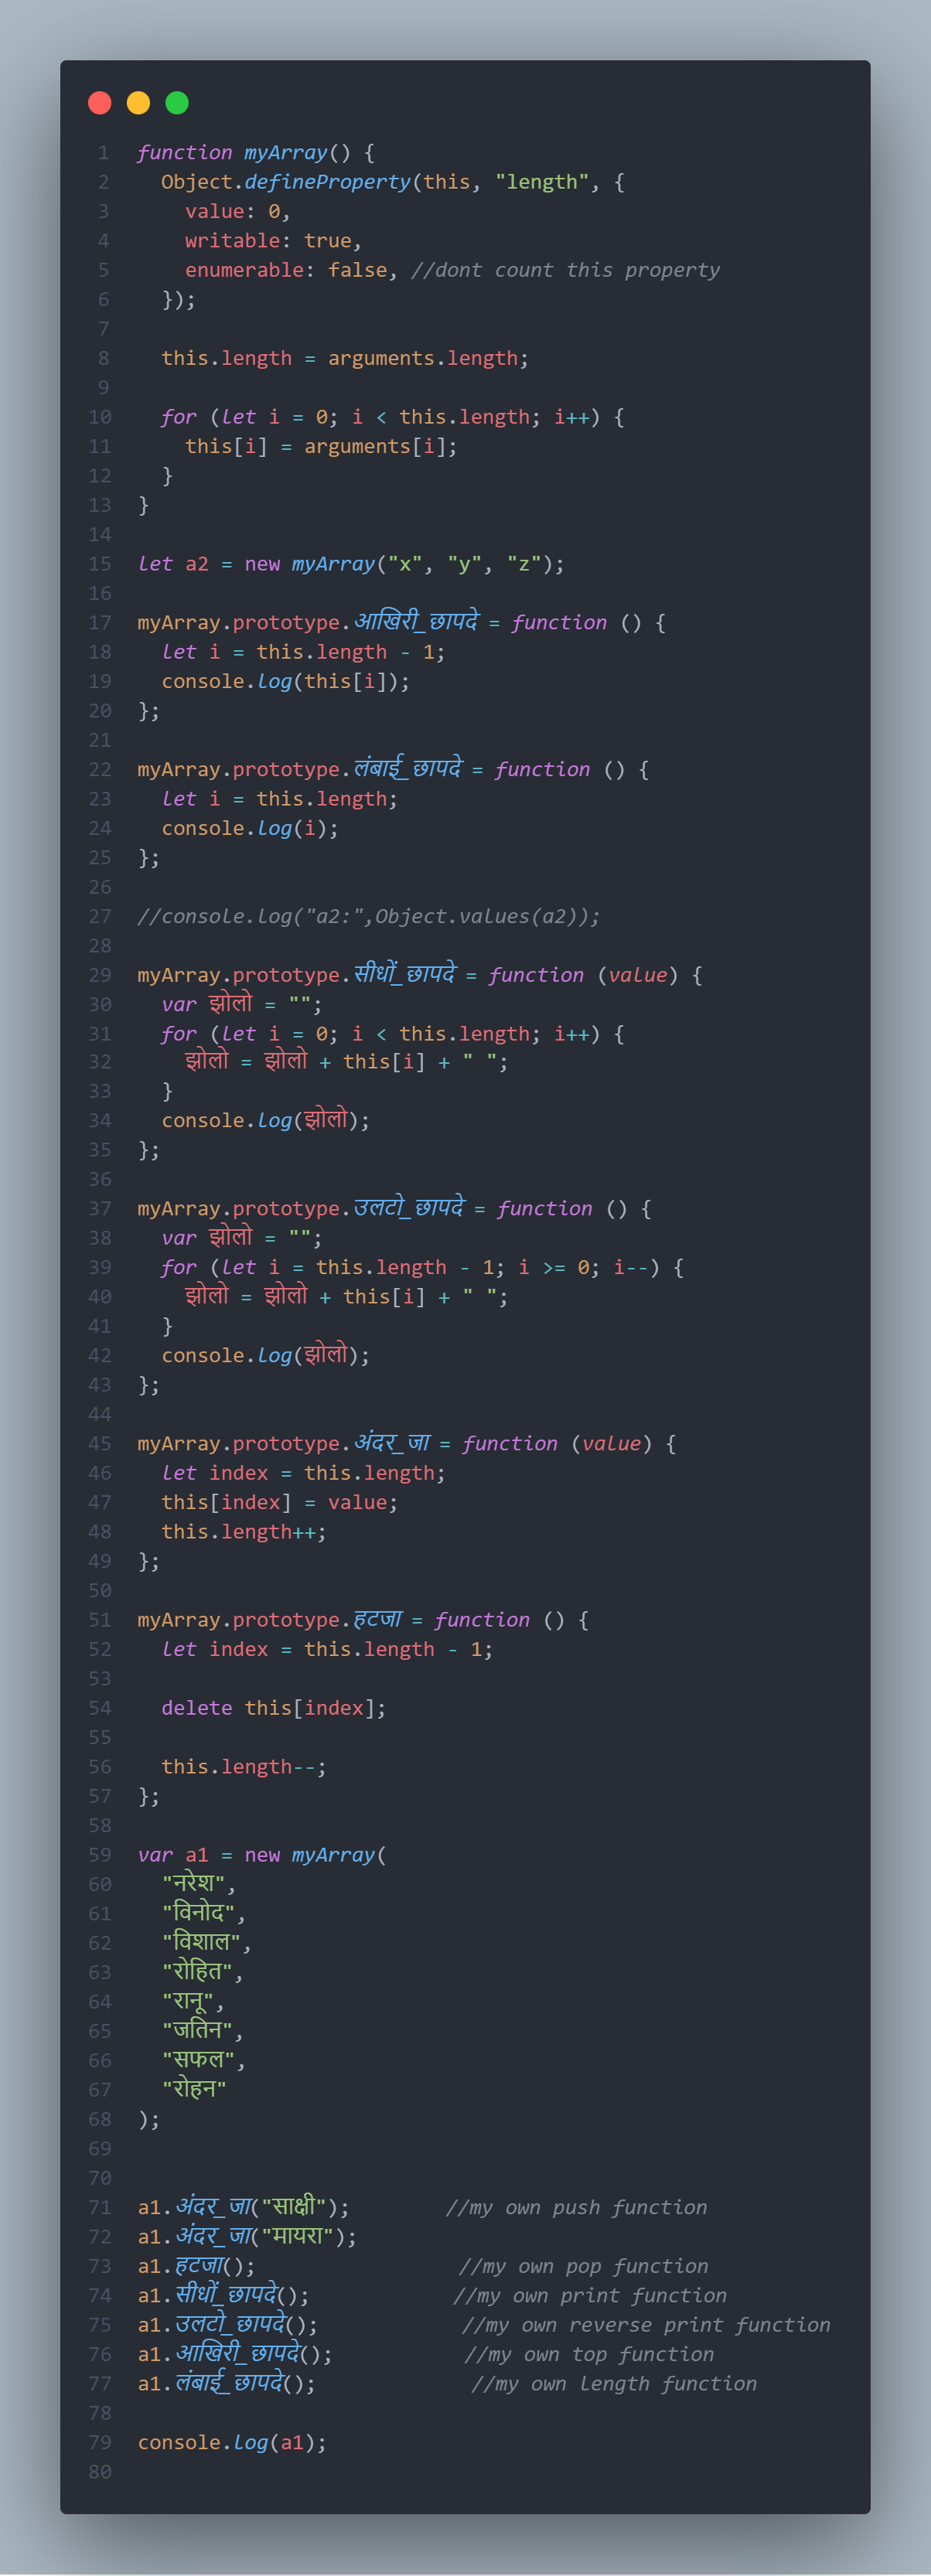 1 function myArray() {
2 Object.defineProperty(this, "length", {
3 value: 0,
4 writable: true,
5 enumerable: false, //dont count this property
6 });
7
8 this.length = arguments.length;
9
10 for (let i = 0; i < this.length; i++) {
11 this[i] = arguments[i];
12 }
13 }
14
15 let a2 = new myArray("x", "y", "z");
16
17 myArray.prototype.आखिरी_छापदे = function () {
18 let i = this.length - 1;
19 console.log(this[i]);
20 };
21
22 myArray.prototype.लंबाई_छापदे = function () {
23 let i = this.length;
24 console.log(i);
25 };
26
27 //console.log("a2:",Object.values(a2));
28
29 myArray.prototype.सीधों_छापदे = function (value) {
30 var झोलो = "";
31 for (let i = 0; i < this.length; i++) {
32 झोलो = झोलो + this[i] + " ";
33 }
34 console.log(झोलो);
35 };
36
37 myArray.prototype.उलटो_छापदे = function () {
38 var झोलो = "";
39 for (let i = this.length - 1; i >= 0; i--) {
40 झोलो = झोलो + this[i] + " ";
41 }
42 console.log(झोलो);
43 };
44
45 myArray.prototype.अंदर_जा = function (value) {
46 let index = this.length;
47 this[index] = value;
48 this.length++;
49 };
50
51 myArray.prototype.हटजा = function () {
52 let index = this.length - 1;
53
54 delete this[index];
55
56 this.length--;
57 };
58
59 var a1 = new myArray(
60 "नरेश",
61 "विनोद",
62 "विशाल",
63 "रोहित",
64 "रानू",
65 "जतिन",
66 "सफल",
67 "रोहन"
68 );
69
70
71 a1.अंदर_जा("साक्षी"); //my own push function
72 a1.अंदर_जा("मायरा");
73 a1.हटजा(); //my own pop function
74 a1.सीधों_छापदे(); //my own print function
75 a1.उलटो_छापदे(); //my own reverse print function
76 a1.आखिरी_छापदे(); //my own top function
77 a1.लंबाई_छापदे(); //my own length function
78
79 console.log(a1);
80